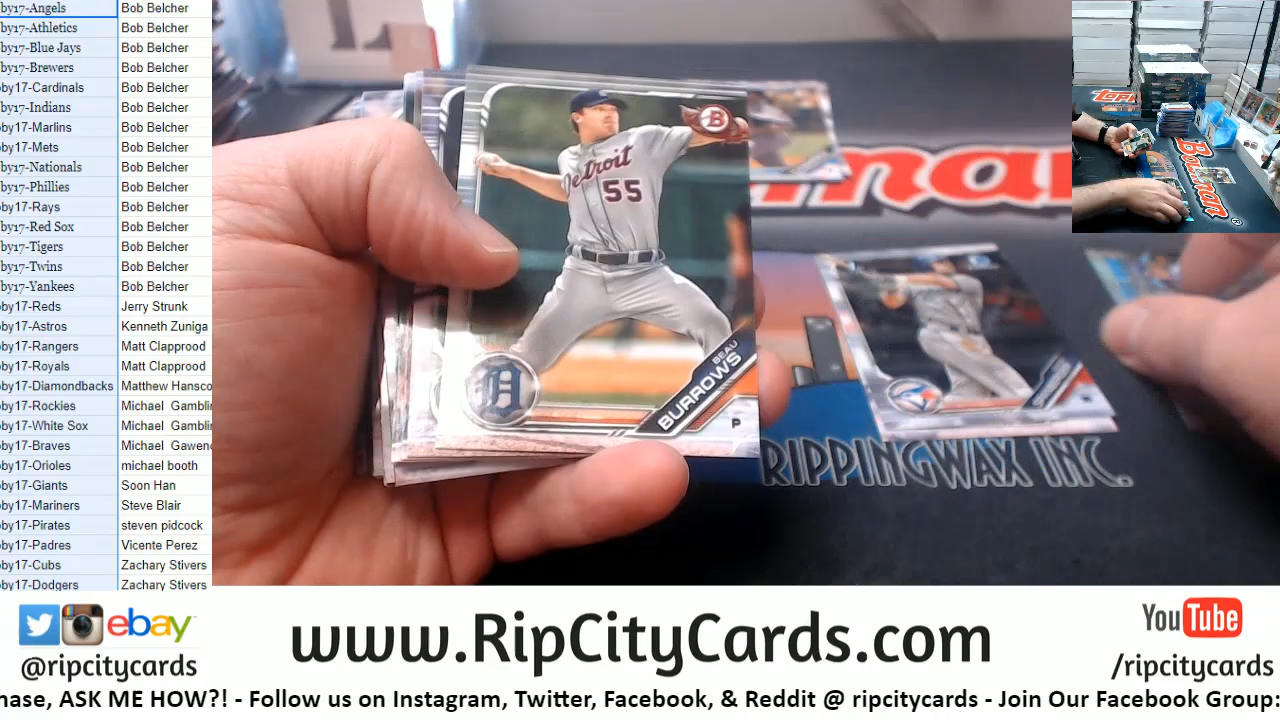 by17-Angels Bob Belcher
by17-Athletics Bob Belcher
by17-Blue Jays Bob Belcher
by17-Brewers Bob Belcher
by17-Cardinals Bob Belcher
by17-Indians Bob Belcher
by17-Marlins Bob Belcher
by17-Mets Bob Belcher
by17-Nationals Bob Belcher
by17-Phillies Bob Belcher
by17-Rays Bob Belcher
by17-Red Sox Bob Belcher
by17-Tigers Bob Belcher
by17-Twins Bob Belcher
by17-Yankees Bob Belcher
by17-Reds Jerry Strunk
by17-Astros Kenneth Zuniga
by17-Rangers Matt Clapprood
by17-Royals Matt Clapprood
by17-Diamondbacks Matthew Hansco
by17-Rockies Michael Gamblin
by17-White Sox Michael Gamblin
by17-Braves Michael Gawenc
by17-Orioles michael booth
by17-Giants Soon Han
by17-Mariners Steve Blair
by17-Pirates steven pidcock
by17-Padres Vicente Perez
by17-Cubs Zachary Stivers
by17-Dodgers Zachary Stivers
B
Detroit
55
D
BEAU
BURROWS
P
RIPPINGWAX INC.
Topps
Bowman
ebay
@ripcitycards
www.RipCityCards.com
YouTube
/ripcitycards
hase, ASK ME HOW?! - Follow us on Instagram, Twitter, Facebook, & Reddit @ ripcitycards - Join Our Facebook Group: